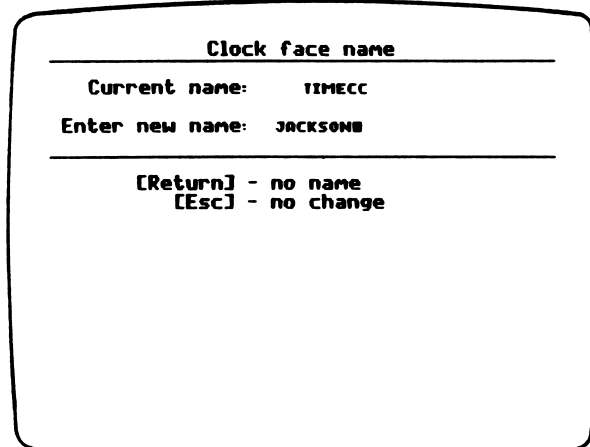 Clock face name
Current name: TIMECC
Enter new name: JACKSON
[Return] - no name
[Esc] - no change